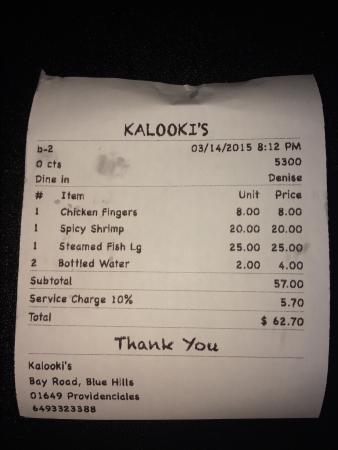 KALOOKI'S
b-2 03/14/2015 8:12 PM
0 cts 5300
Dine in Denise
# Item Unit Price
1 Chicken Fingers 8.00 8.00
1 Spicy Shrimp 20.00 20.00
1 Steamed Fish Lg 25.00 25.00
2 Bottled Water 2.00 4.00
Subtotal 57.00
Service Charge 10% 5.70
Total $ 62.70
Thank You
Kalooki's
Bay Road, Blue Hills
01649 Providenciales
6493323388